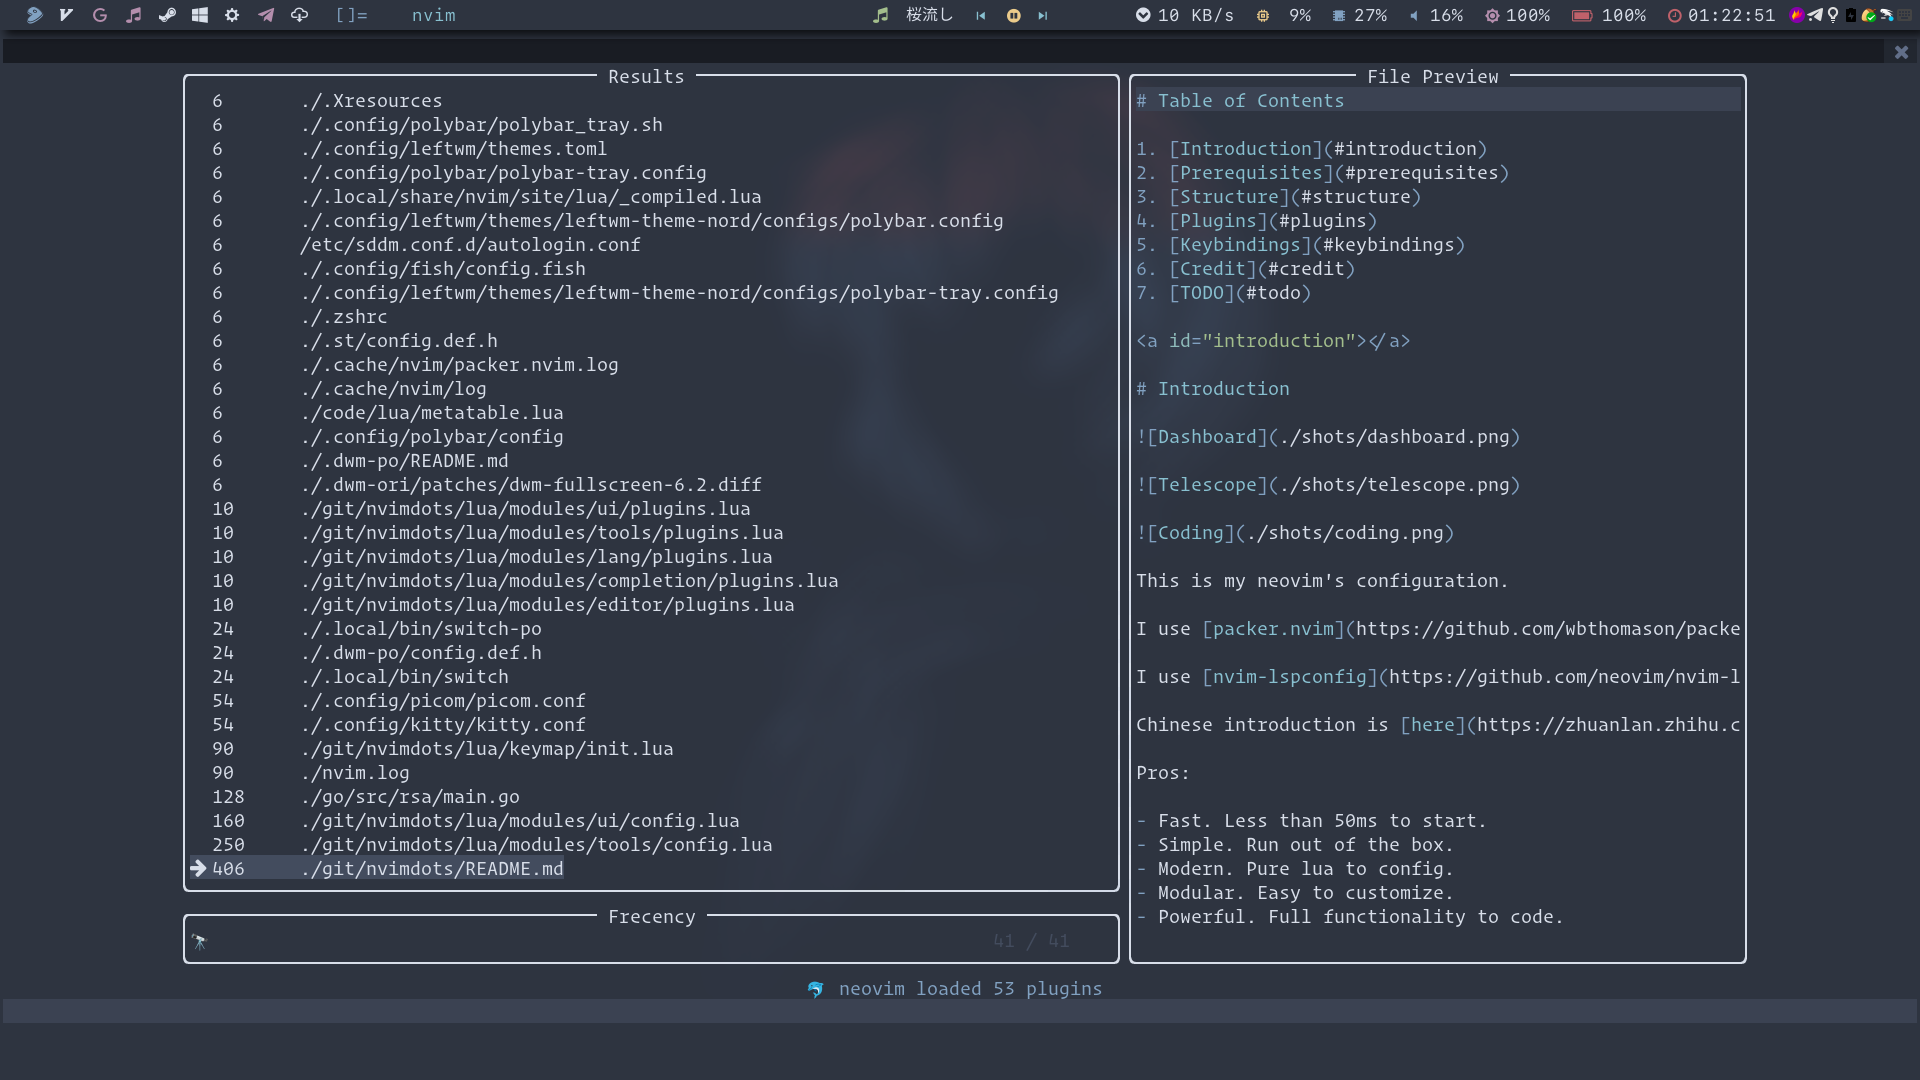 []= nvim 桜流し 10 KB/s 9% 27% 16% 100% 100% 01:22:51
Results
6 ./.Xresources
6 ./.config/polybar/polybar_tray.sh
6 ./.config/leftwm/themes.toml
6 ./.config/polybar/polybar-tray.config
6 ./.local/share/nvim/site/lua/_compiled.lua
6 ./.config/leftwm/themes/leftwm-theme-nord/configs/polybar.config
6 /etc/sddm.conf.d/autologin.conf
6 ./.config/fish/config.fish
6 ./.config/leftwm/themes/leftwm-theme-nord/configs/polybar-tray.config
6 ./.zshrc
6 ./.st/config.def.h
6 ./.cache/nvim/packer.nvim.log
6 ./.cache/nvim/log
6 ./code/lua/metatable.lua
6 ./.config/polybar/config
6 ./.dwm-po/README.md
6 ./.dwm-ori/patches/dwm-fullscreen-6.2.diff
10 ./git/nvimdots/lua/modules/ui/plugins.lua
10 ./git/nvimdots/lua/modules/tools/plugins.lua
10 ./git/nvimdots/lua/modules/lang/plugins.lua
10 ./git/nvimdots/lua/modules/completion/plugins.lua
10 ./git/nvimdots/lua/modules/editor/plugins.lua
24 ./.local/bin/switch-po
24 ./.dwm-po/config.def.h
24 ./.local/bin/switch
54 ./.config/picom/picom.conf
54 ./.config/kitty/kitty.conf
90 ./git/nvimdots/lua/keymap/init.lua
90 ./nvim.log
128 ./go/src/rsa/main.go
160 ./git/nvimdots/lua/modules/ui/config.lua
250 ./git/nvimdots/lua/modules/tools/config.lua
406 ./git/nvimdots/README.md
Frecency
41 / 41
File Preview
# Table of Contents
1. [Introduction](#introduction)
2. [Prerequisites](#prerequisites)
3. [Structure](#structure)
4. [Plugins](#plugins)
5. [Keybindings](#keybindings)
6. [Credit](#credit)
7. [TODO](#todo)
<a id="introduction"></a>
# Introduction
![Dashboard](./shots/dashboard.png)
![Telescope](./shots/telescope.png)
![Coding](./shots/coding.png)
This is my neovim's configuration.
I use [packer.nvim](https://github.com/wbthomason/packe
I use [nvim-lspconfig](https://github.com/neovim/nvim-l
Chinese introduction is [here](https://zhuanlan.zhihu.c
Pros:
- Fast. Less than 50ms to start.
- Simple. Run out of the box.
- Modern. Pure lua to config.
- Modular. Easy to customize.
- Powerful. Full functionality to code.
neovim loaded 53 plugins